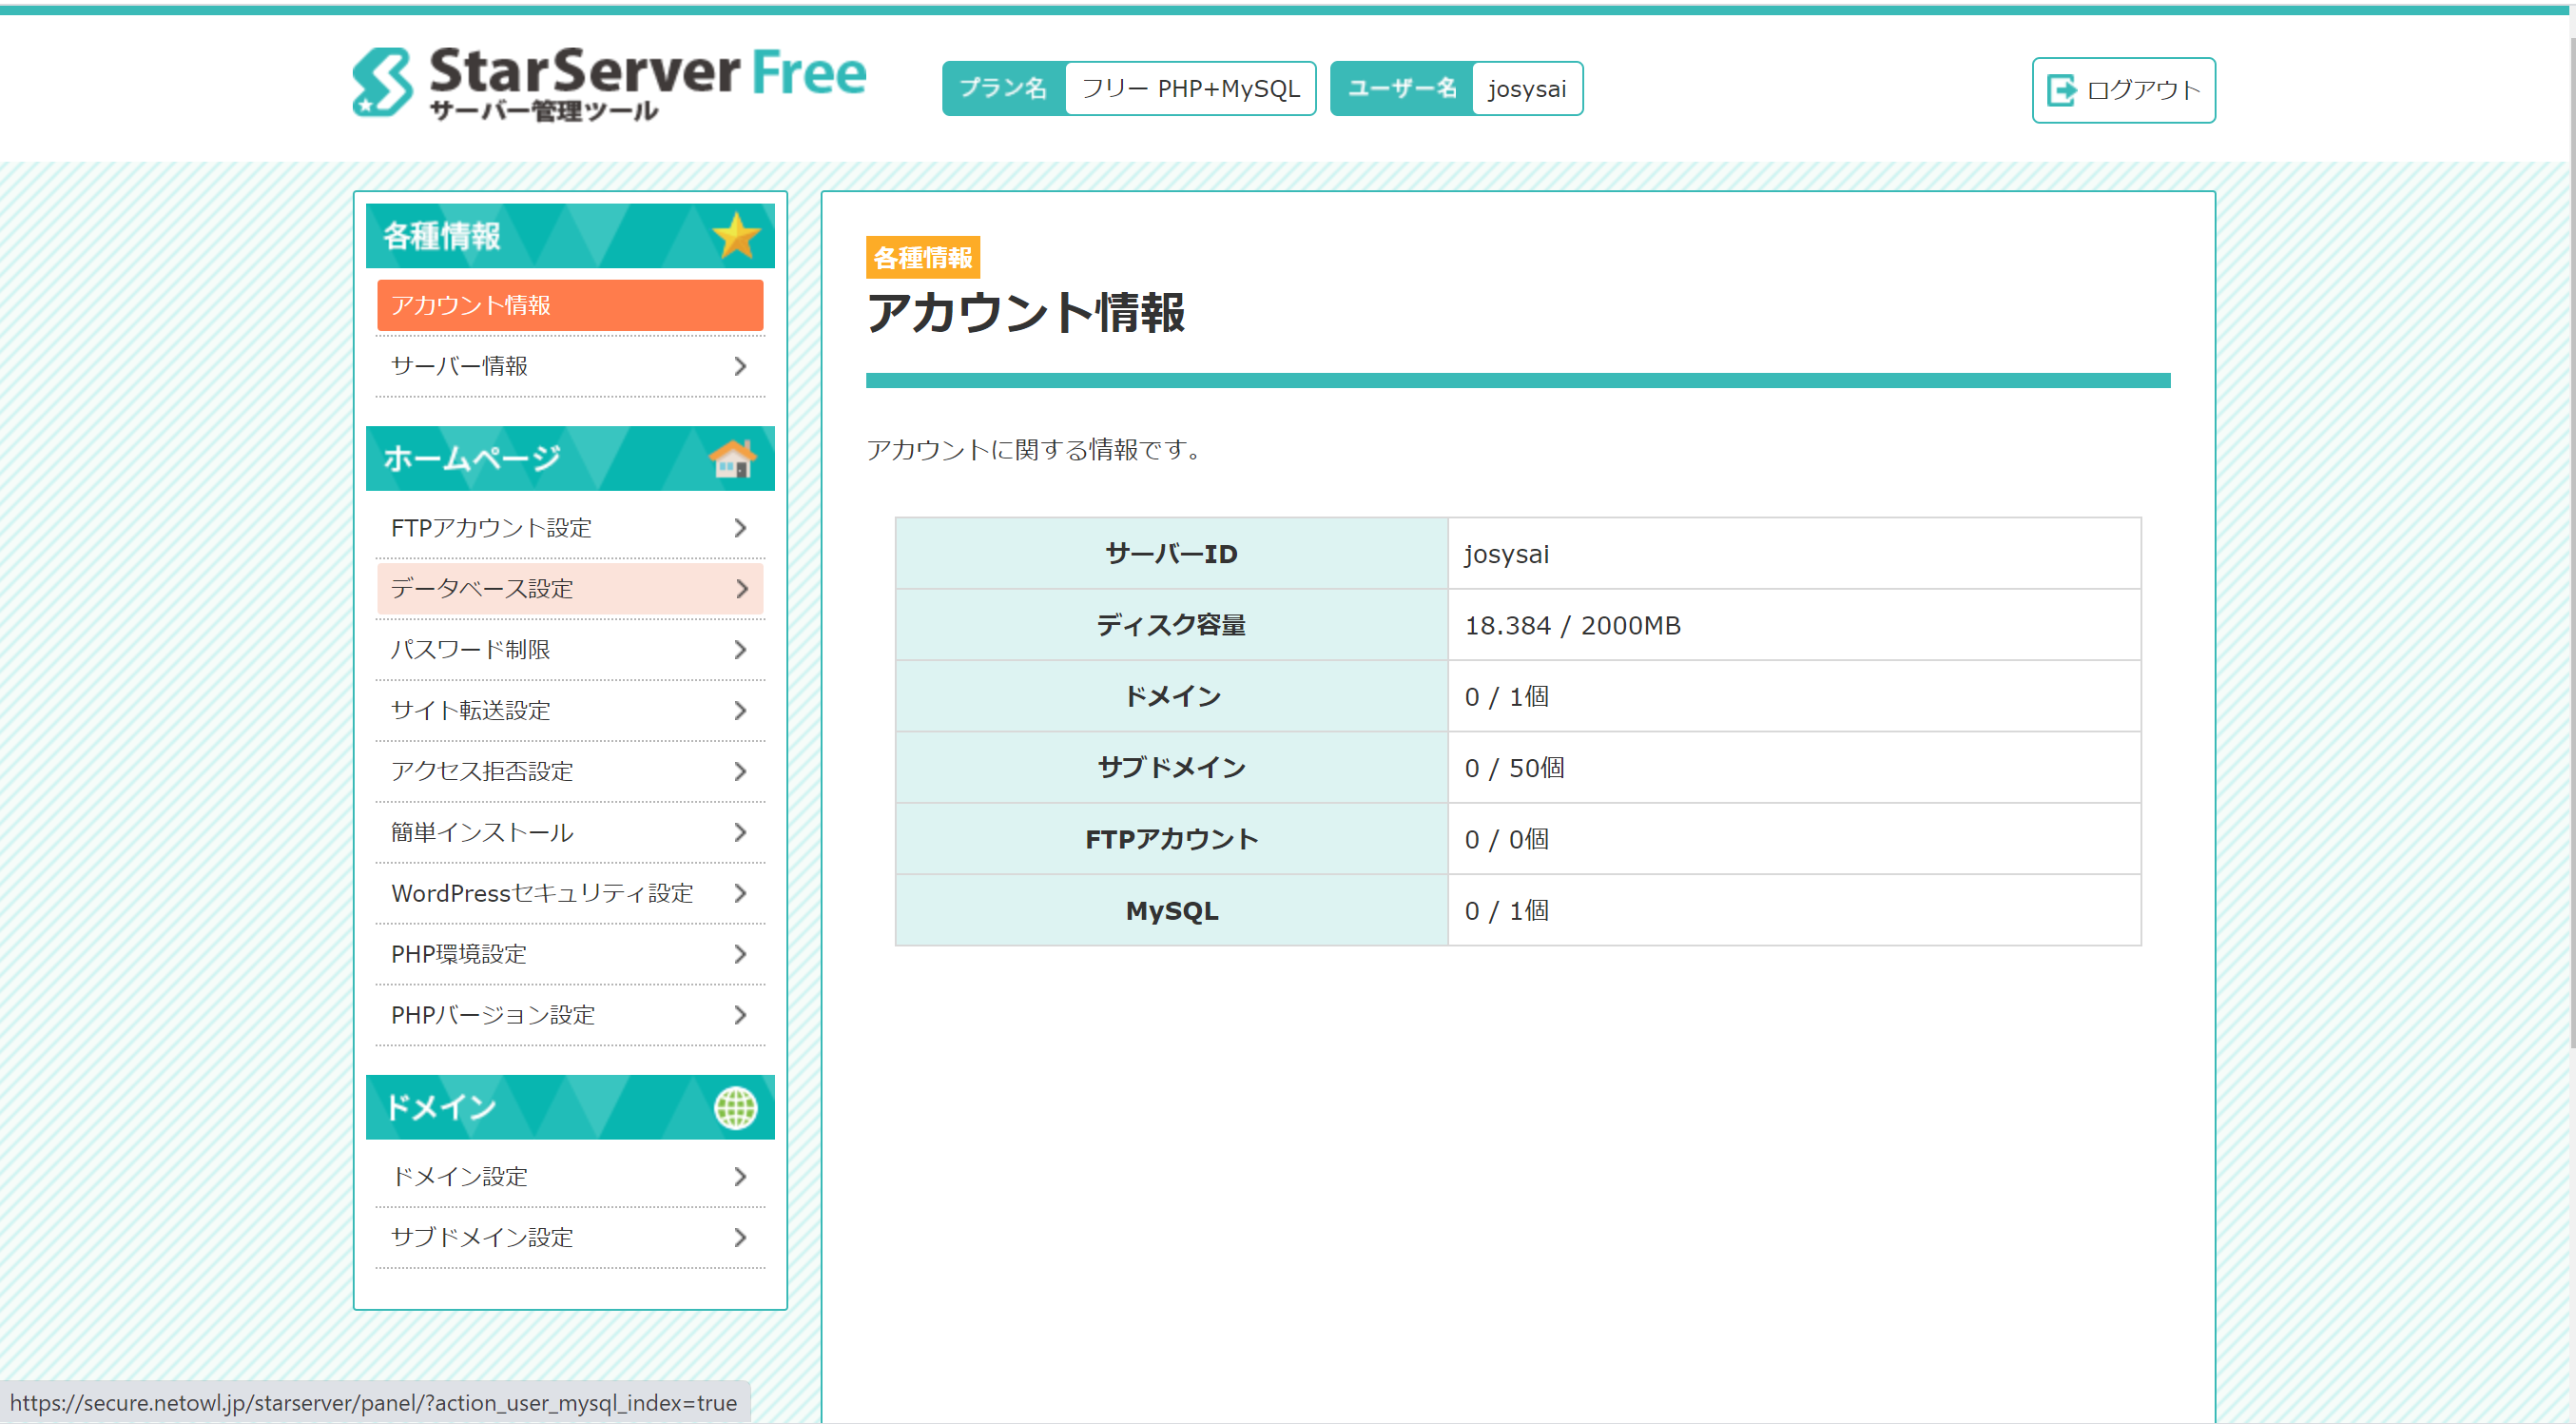 StarServer Free
サーバー管理ツール
プラン名 フリー PHP+MySQL
ユーザー名 josysai
ログアウト
各種情報
アカウント情報
サーバー情報
ホームページ
FTPアカウント設定
データベース設定
パスワード制限
サイト転送設定
アクセス拒否設定
簡単インストール
WordPressセキュリティ設定
PHP環境設定
PHPバージョン設定
ドメイン
ドメイン設定
サブドメイン設定
各種情報
アカウント情報
アカウントに関する情報です。
サーバーID josysai
ディスク容量 18.384 / 2000MB
ドメイン 0 / 1個
サブドメイン 0 / 50個
FTPアカウント 0 / 0個
MySQL 0 / 1個
https://secure.netowl.jp/starserver/panel/?action_user_mysql_index=true